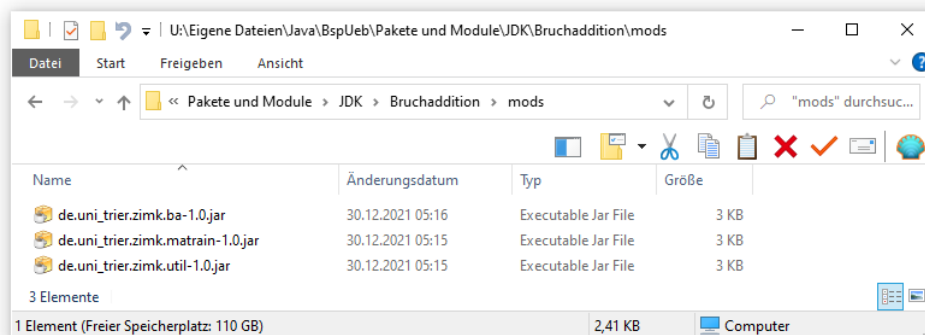 U:\Eigene Dateien\Java\BspUeb\Pakete und Module\JDK\Bruchaddition\mods
Datei Start Freigeben Ansicht
« Pakete und Module > JDK > Bruchaddition > mods "mods" durchsuc...
Name Änderungsdatum Typ Größe
de.uni_trier.zimk.ba-1.0.jar 30.12.2021 05:16 Executable Jar File 3 KB
de.uni_trier.zimk.matrain-1.0.jar 30.12.2021 05:15 Executable Jar File 3 KB
de.uni_trier.zimk.util-1.0.jar 30.12.2021 05:15 Executable Jar File 3 KB
3 Elemente
1 Element (Freier Speicherplatz: 110 GB) 2,41 KB Computer